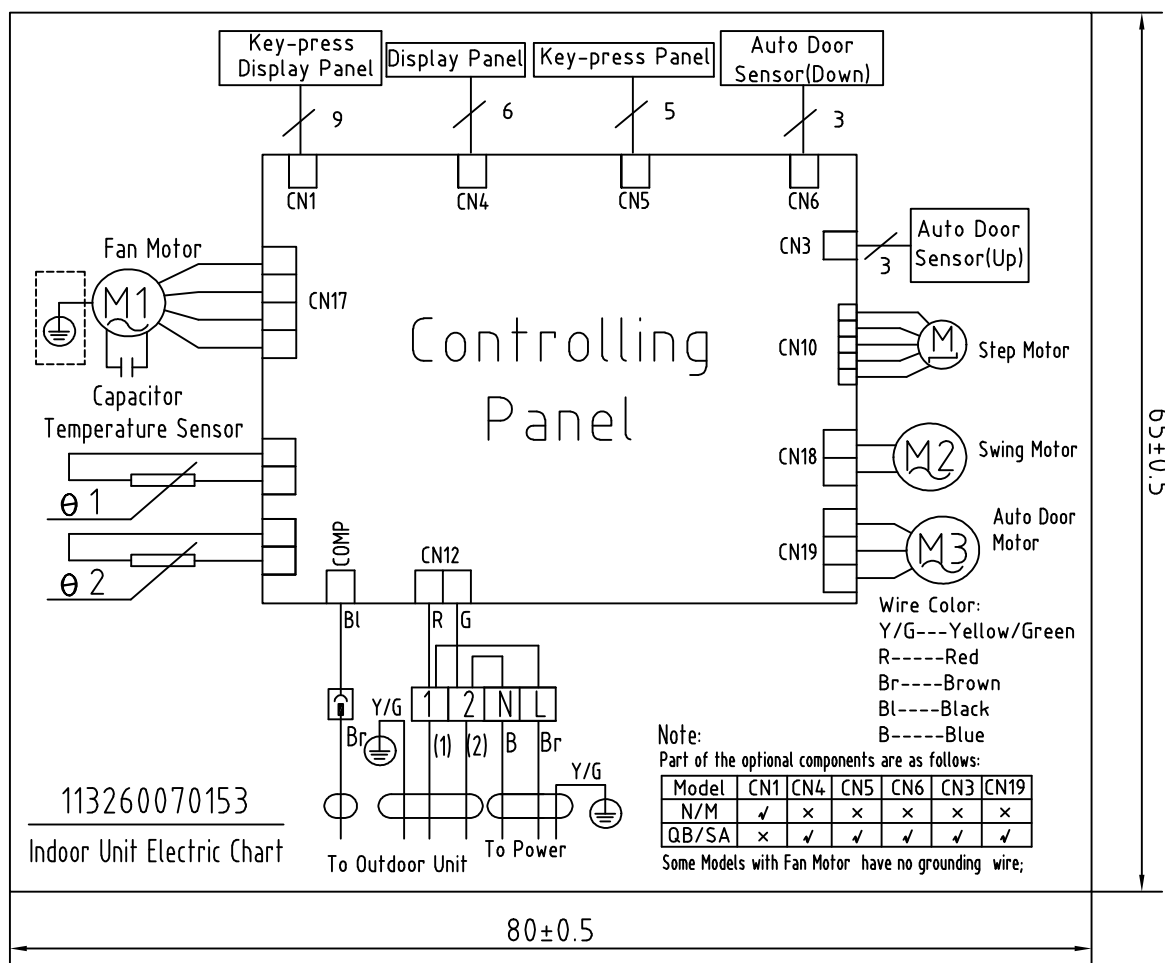 Key-press
Display Panel
Display Panel
Key-press Panel
Auto Door
Sensor(Down)
9
6
5
3
CN1
CN4
CN5
CN6
CN3
3
Auto Door
Sensor(Up)
Fan Motor
M1
CN17
Capacitor
Controlling
Panel
CN10
M
Step Motor
Temperature Sensor
θ 1
θ 2
CN18
M2
Swing Motor
CN19
M3
Auto Door
Motor
COMP
CN12
Bl
R
G
Wire Color:
Y/G---Yellow/Green
R-----Red
Br----Brown
Bl----Black
B-----Blue
Y/G
1
2
N
L
Br
(1)
(2)
B
Br
Y/G
To Outdoor Unit
To Power
113260070153
Indoor Unit Electric Chart
Note:
Part of the optional components are as follows:
Model CN1 CN4 CN5 CN6 CN3 CN19
N/M √ × × × × ×
QB/SA × √ √ √ √ √
Some Models with Fan Motor have no grounding wire;
80±0.5
65±0.5